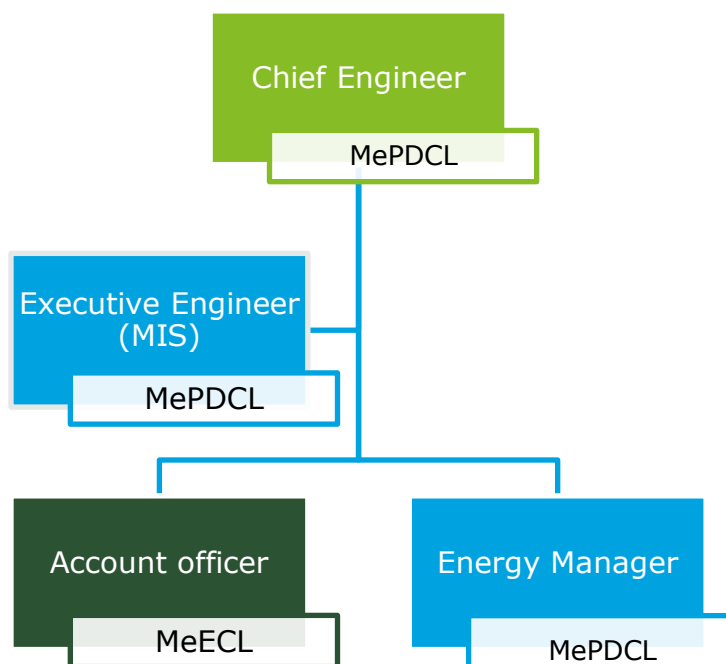 Chief Engineer
MePDCL
Executive Engineer
(MIS)
MePDCL
Account officer
MeECL
Energy Manager
MePDCL